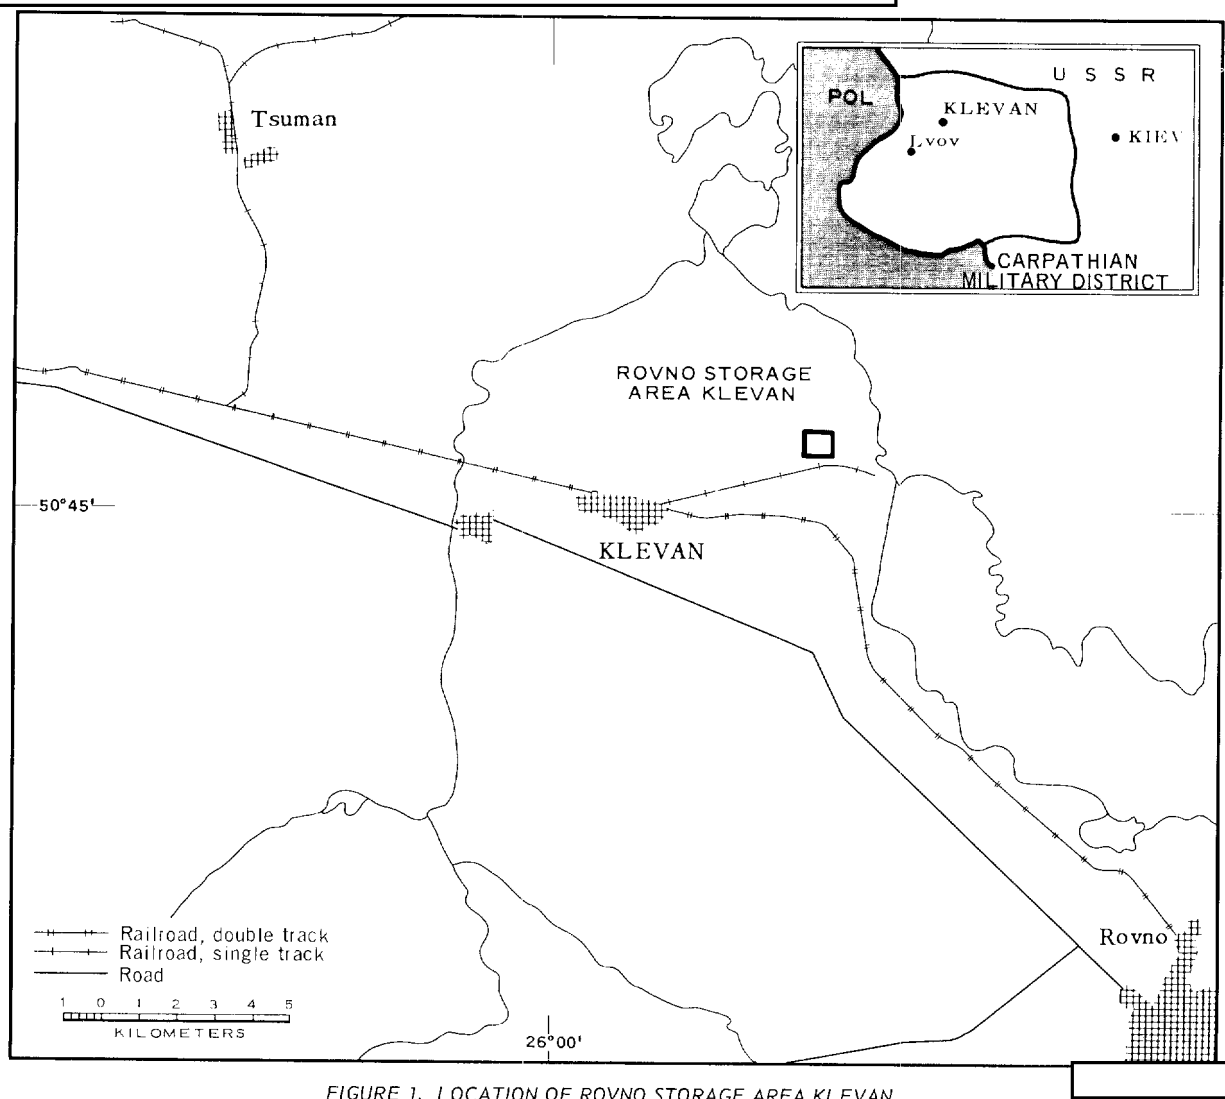 Tsuman
U S S R
POL
KLEVAN
Lvov
KIEV
CARPATHIAN
MILITARY DISTRICT
ROVNO STORAGE
AREA KLEVAN
50°45'
KLEVAN
Rovno
Railroad, double track
Railroad, single track
Road
1 0 1 2 3 4 5
KILOMETERS
26°00'
FIGURE 1. LOCATION OF ROVNO STORAGE AREA KLEVAN